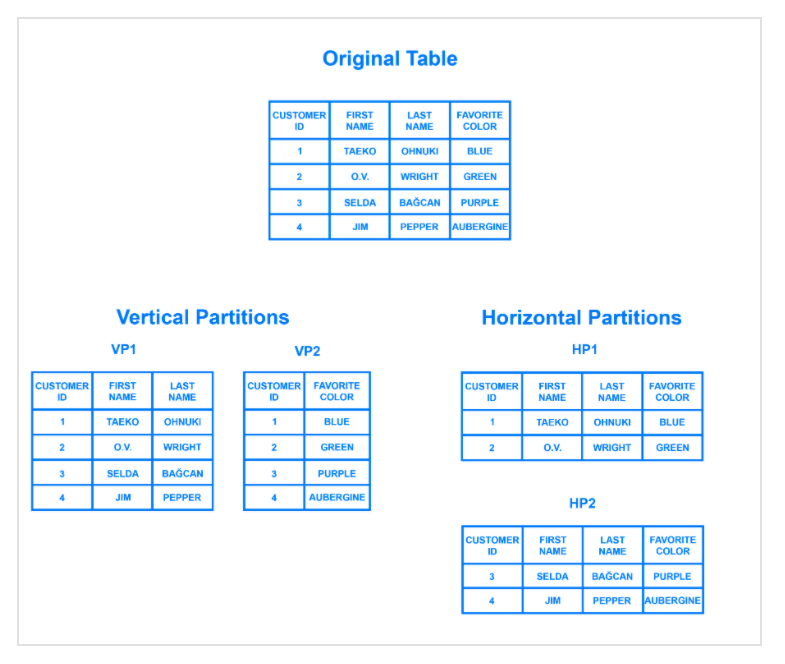 Original Table
CUSTOMER ID FIRST NAME LAST NAME FAVORITE COLOR
1 TAEKO OHNUKI BLUE
2 O.V. WRIGHT GREEN
3 SELDA BAĞCAN PURPLE
4 JIM PEPPER AUBERGINE
Vertical Partitions
VP1
CUSTOMER ID FIRST NAME LAST NAME
1 TAEKO OHNUKI
2 O.V. WRIGHT
3 SELDA BAĞCAN
4 JIM PEPPER
VP2
CUSTOMER ID FAVORITE COLOR
1 BLUE
2 GREEN
3 PURPLE
4 AUBERGINE
Horizontal Partitions
HP1
CUSTOMER ID FIRST NAME LAST NAME FAVORITE COLOR
1 TAEKO OHNUKI BLUE
2 O.V. WRIGHT GREEN
HP2
CUSTOMER ID FIRST NAME LAST NAME FAVORITE COLOR
3 SELDA BAĞCAN PURPLE
4 JIM PEPPER AUBERGINE